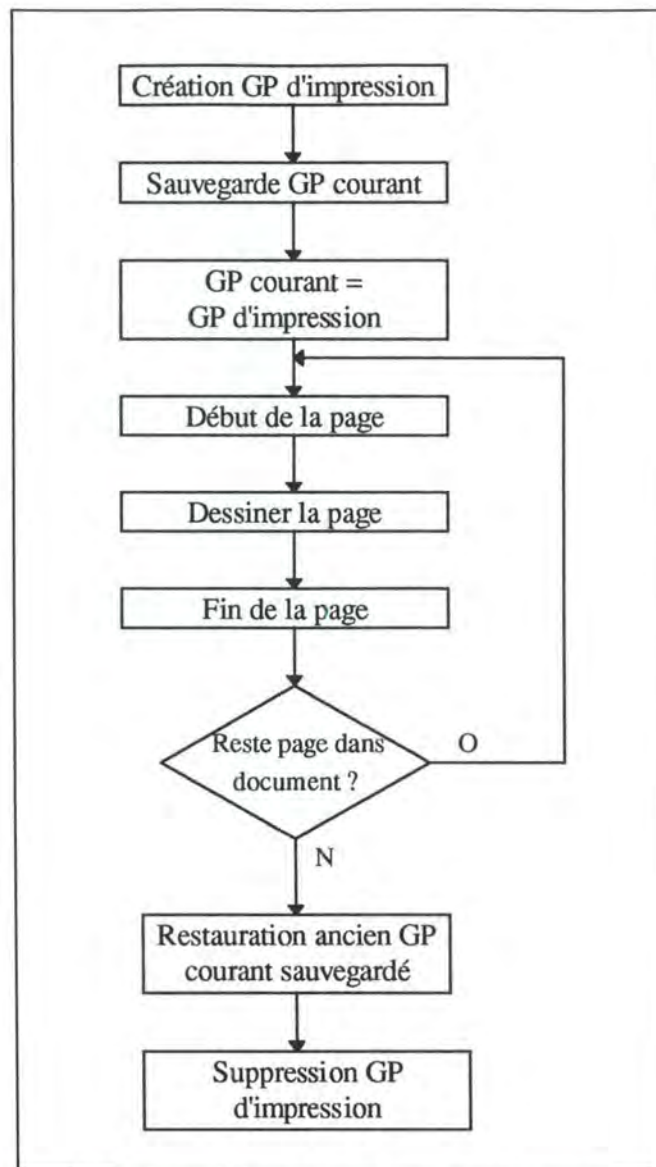 Création GP d'impression
Sauvegarde GP courant
GP courant =
GP d'impression
Début de la page
Dessiner la page
Fin de la page
Reste page dans
document ?
O
N
Restauration ancien GP
courant sauvegardé
Suppression GP
d'impression